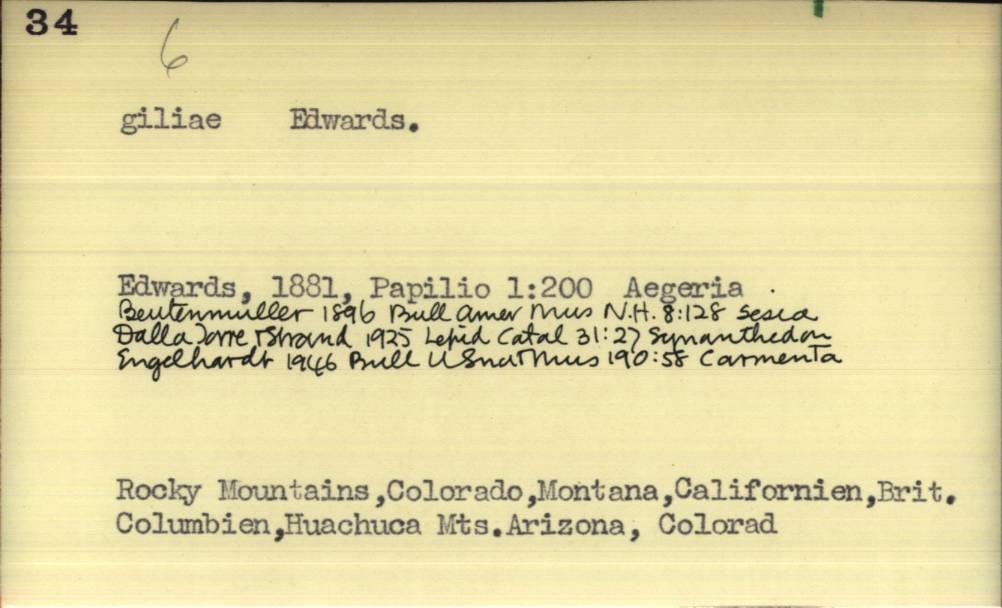 34
6
giliae Edwards.
Edwards, 1881, Papilio 1:200 Aegeria
Beutenmuller 1896 Bull Amer Mus N.H. 8:128 Sesia
Dalla Torre + Strand 1925 Lepid Catal 31:27 Synanthedon
Engelhardt 1946 Bull USnatMus 190:58 Carmenta
Rocky Mountains,Colorado,Montana,Californien,Brit.
Columbien,Huachuca Mts.Arizona, Colorad